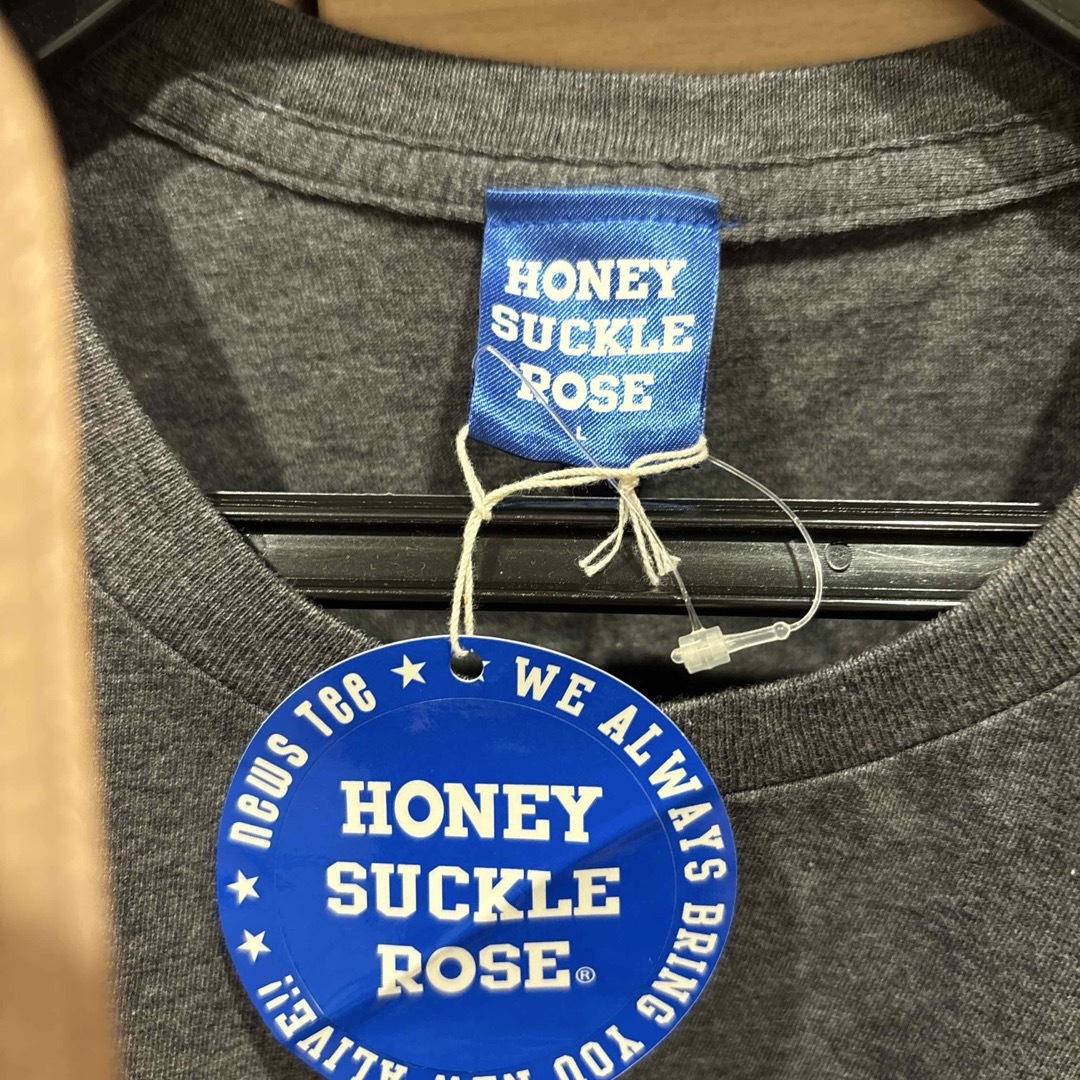 HONEY
SUCKLE
ROSE
L
news Tee ★ ★ WE ALWAYS BRING YOU NEW ALIVE!! ★ ★
HONEY
SUCKLE
ROSE®